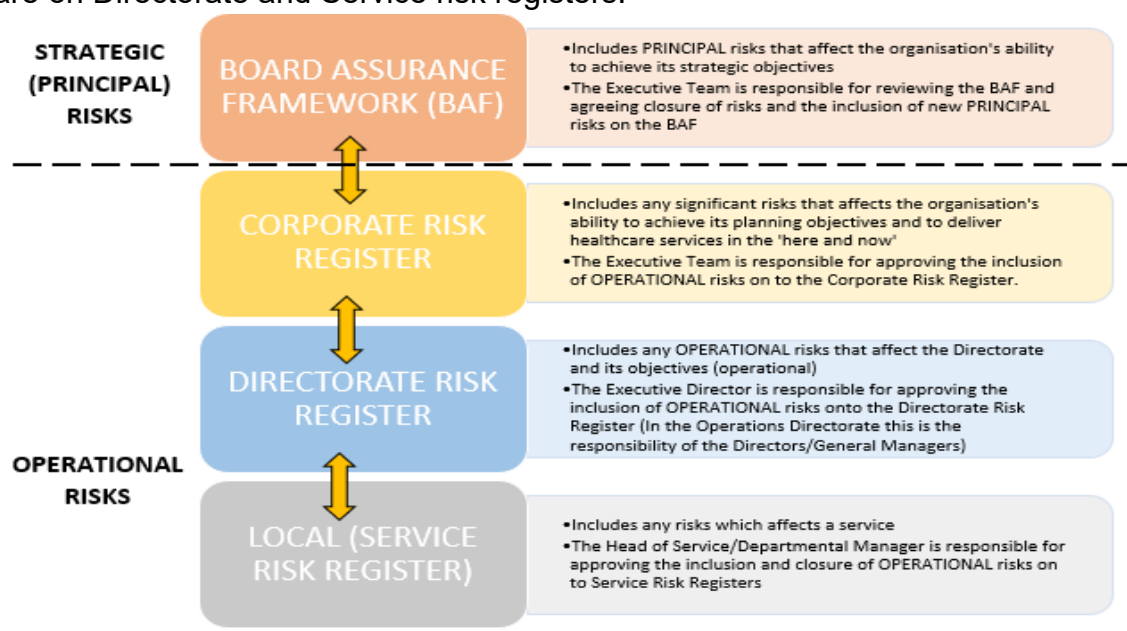 are on Directorate and Service risk registers.
STRATEGIC
(PRINCIPAL)
RISKS
BOARD ASSURANCE
FRAMEWORK (BAF)
•Includes PRINCIPAL risks that affect the organisation's ability
to achieve its strategic objectives
•The Executive Team is responsible for reviewing the BAF and
agreeing closure of risks and the inclusion of new PRINCIPAL
risks on the BAF
CORPORATE RISK
REGISTER
•Includes any significant risks that affects the organisation's
ability to achieve its planning objectives and to deliver
healthcare services in the 'here and now'
•The Executive Team is responsible for approving the inclusion
of OPERATIONAL risks on to the Corporate Risk Register.
OPERATIONAL
RISKS
DIRECTORATE RISK
REGISTER
•Includes any OPERATIONAL risks that affect the Directorate
and its objectives (operational)
•The Executive Director is responsible for approving the
inclusion of OPERATIONAL risks onto the Directorate Risk
Register (In the Operations Directorate this is the
responsibility of the Directors/General Managers)
LOCAL (SERVICE
RISK REGISTER)
•Includes any risks which affects a service
•The Head of Service/Departmental Manager is responsible for
approving the inclusion and closure of OPERATIONAL risks on
to Service Risk Registers